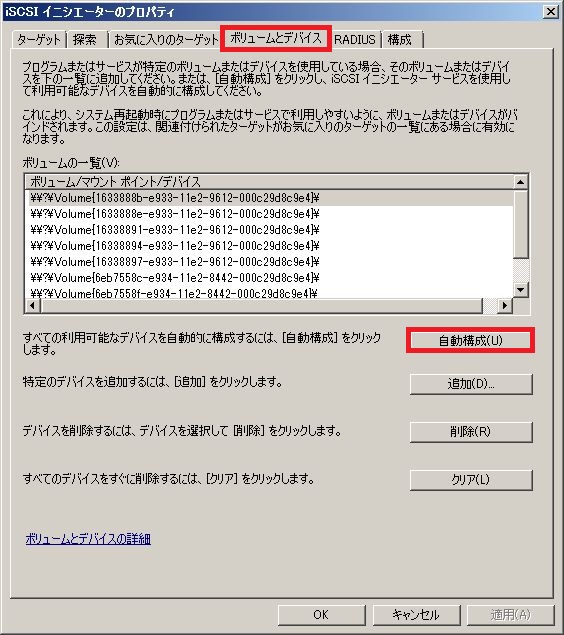 iSCSI イニシエーターのプロパティ
ターゲット
探索
お気に入りのターゲット
ボリュームとデバイス
RADIUS
構成
プログラムまたはサービスが特定のボリュームまたはデバイスを使用している場合、そのボリュームまたはデバイ
スを下の一覧に追加してください。または、[自動構成] をクリックし、iSCSI イニシエーター サービスを使用し
て利用可能なデバイスを自動的に構成してください。
これにより、システム再起動時にプログラムまたはサービスで利用しやすいように、ボリュームまたはデバイスがバ
インドされます。この設定は、関連付けられたターゲットがお気に入りのターゲットの一覧にある場合に有効に
なります。
ボリュームの一覧(V):
ボリューム/マウント ポイント/デバイス
¥¥?¥Volume{1633888b-e933-11e2-9612-000c29d8c9e4}¥
¥¥?¥Volume{1633888e-e933-11e2-9612-000c29d8c9e4}¥
¥¥?¥Volume{16338891-e933-11e2-9612-000c29d8c9e4}¥
¥¥?¥Volume{16338894-e933-11e2-9612-000c29d8c9e4}¥
¥¥?¥Volume{16338897-e933-11e2-9612-000c29d8c9e4}¥
¥¥?¥Volume{6eb7558c-e934-11e2-8442-000c29d8c9e4}¥
¥¥?¥Volume{6eb7558f-e934-11e2-8442-000c29d8c9e4}¥
すべての利用可能なデバイスを自動的に構成するには、[自動構成] をクリック
します。
自動構成(U)
特定のデバイスを追加するには、[追加] をクリックします。
追加(D)...
デバイスを削除するには、デバイスを選択して [削除] をクリックします。
削除(R)
すべてのデバイスをすぐに削除するには、[クリア] をクリックします。
クリア(L)
ボリュームとデバイスの詳細
OK
キャンセル
適用(A)